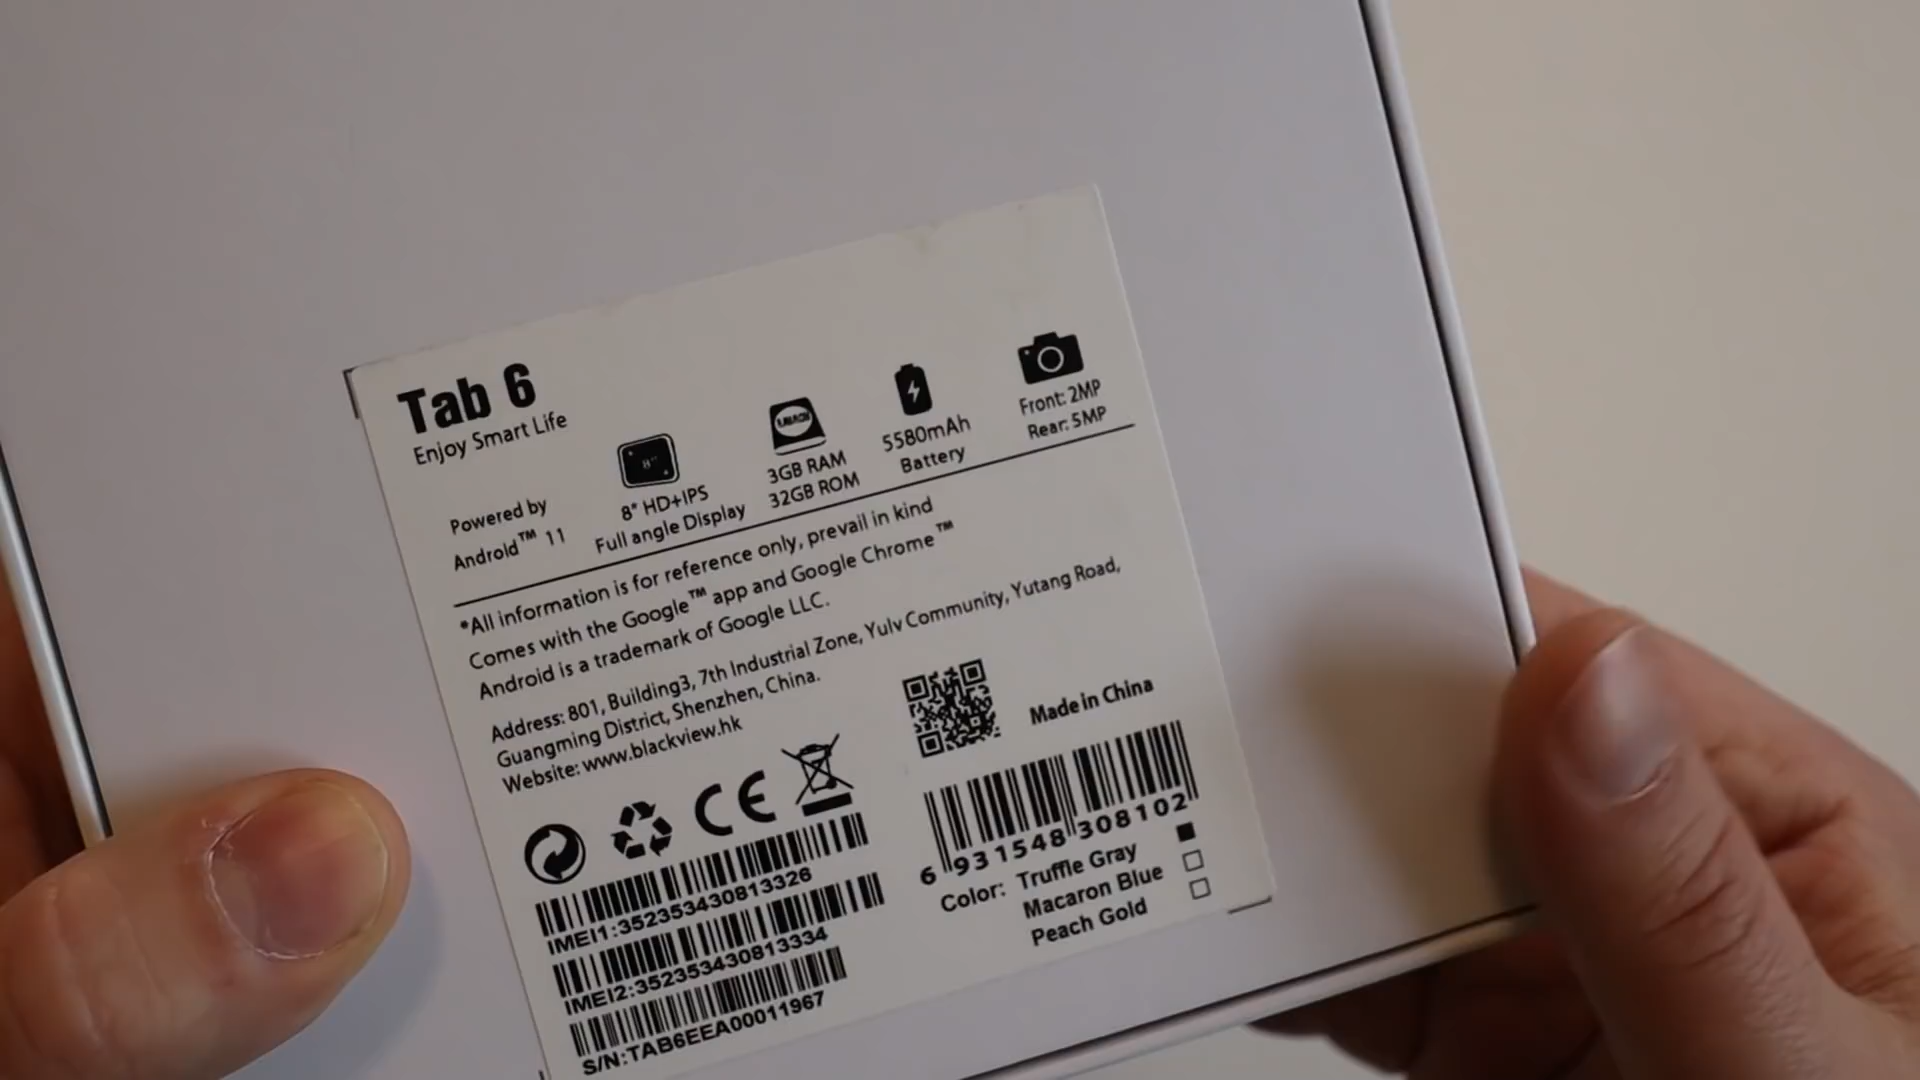 Tab 6
Enjoy Smart Life
Powered by
Android™ 11
8"
8" HD+IPS
Full angle Display
3GB RAM
32GB ROM
5580mAh
Battery
Front: 2MP
Rear: 5MP
*All information is for reference only, prevail in kind
Comes with the Google™ app and Google Chrome™
Android is a trademark of Google LLC.
Address: 801, Building3, 7th Industrial Zone, Yulv Community, Yutang Road,
Guangming District, Shenzhen, China.
Website: www.blackview.hk
Made in China
CE
6 931548 308102
Color: Truffle Gray
Macaron Blue
Peach Gold
IMEI1:352353430813326
IMEI2:352353430813334
S/N:TAB6EEA00011967